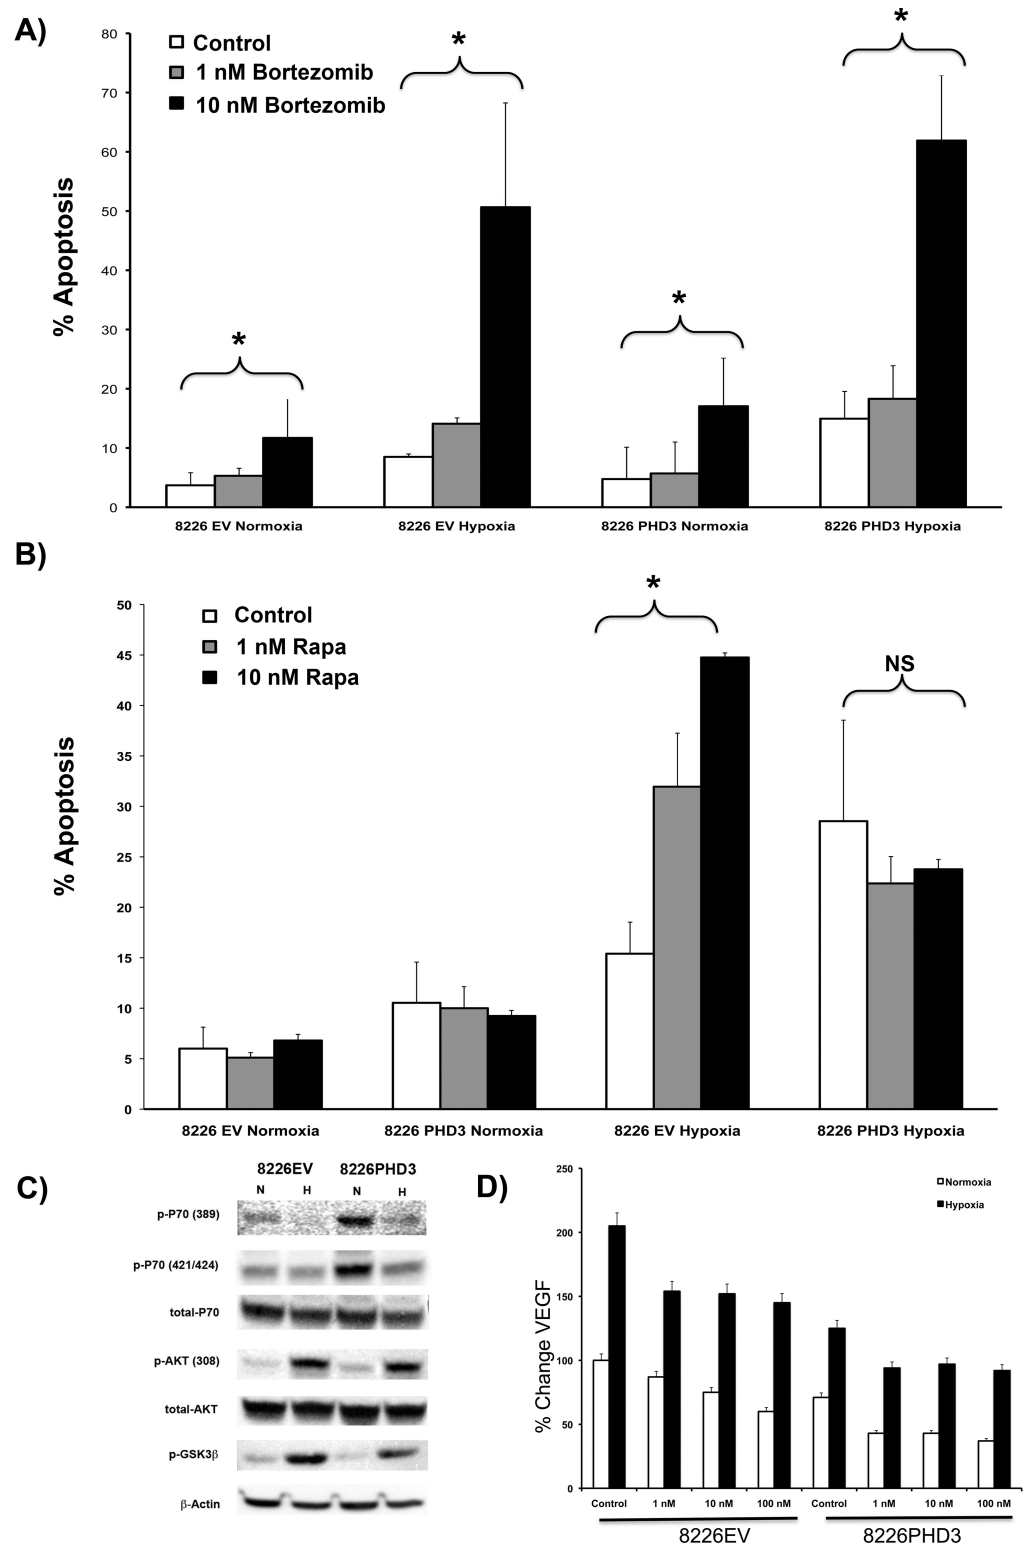 A)
Control
1 nM Bortezomib
10 nM Bortezomib
*
*
*
*
80
70
60
50
40
30
20
10
0
% Apoptosis
8226 EV Normoxia
8226 EV Hypoxia
8226 PHD3 Normoxia
8226 PHD3 Hypoxia
B)
Control
1 nM Rapa
10 nM Rapa
*
NS
50
45
40
35
30
25
20
15
10
5
0
% Apoptosis
8226 EV Normoxia
8226 PHD3 Normoxia
8226 EV Hypoxia
8226 PHD3 Hypoxia
C)
8226EV 8226PHD3
N H N H
p-P70 (389)
p-P70 (421/424)
total-P70
p-AKT (308)
total-AKT
p-GSK3β
β-Actin
D)
Normoxia
Hypoxia
250
200
150
100
50
0
% Change VEGF
Control 1 nM 10 nM 100 nM Control 1 nM 10 nM 100 nM
8226EV 8226PHD3